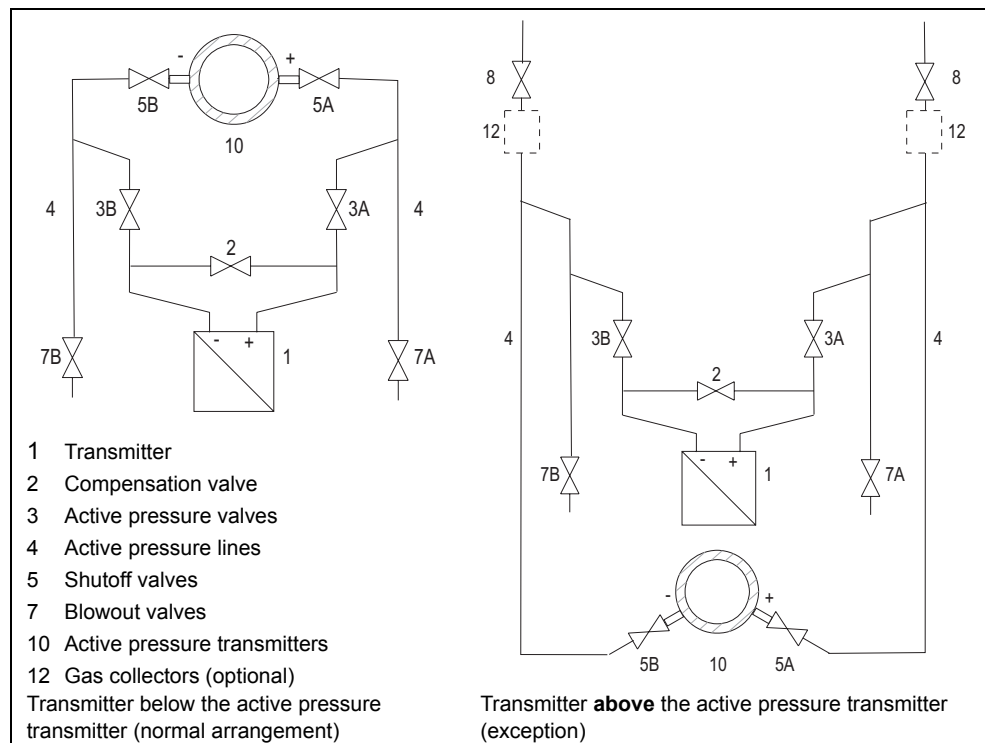 - +
5B 5A
10
4 3B 3A 4
2
- + 1
7B 7A
8 8
12 12
4 3B 3A 4
2
- + 1
7B 7A
- +
5B 10 5A
1 Transmitter
2 Compensation valve
3 Active pressure valves
4 Active pressure lines
5 Shutoff valves
7 Blowout valves
10 Active pressure transmitters
12 Gas collectors (optional)
Transmitter below the active pressure
transmitter (normal arrangement)
Transmitter above the active pressure transmitter
(exception)